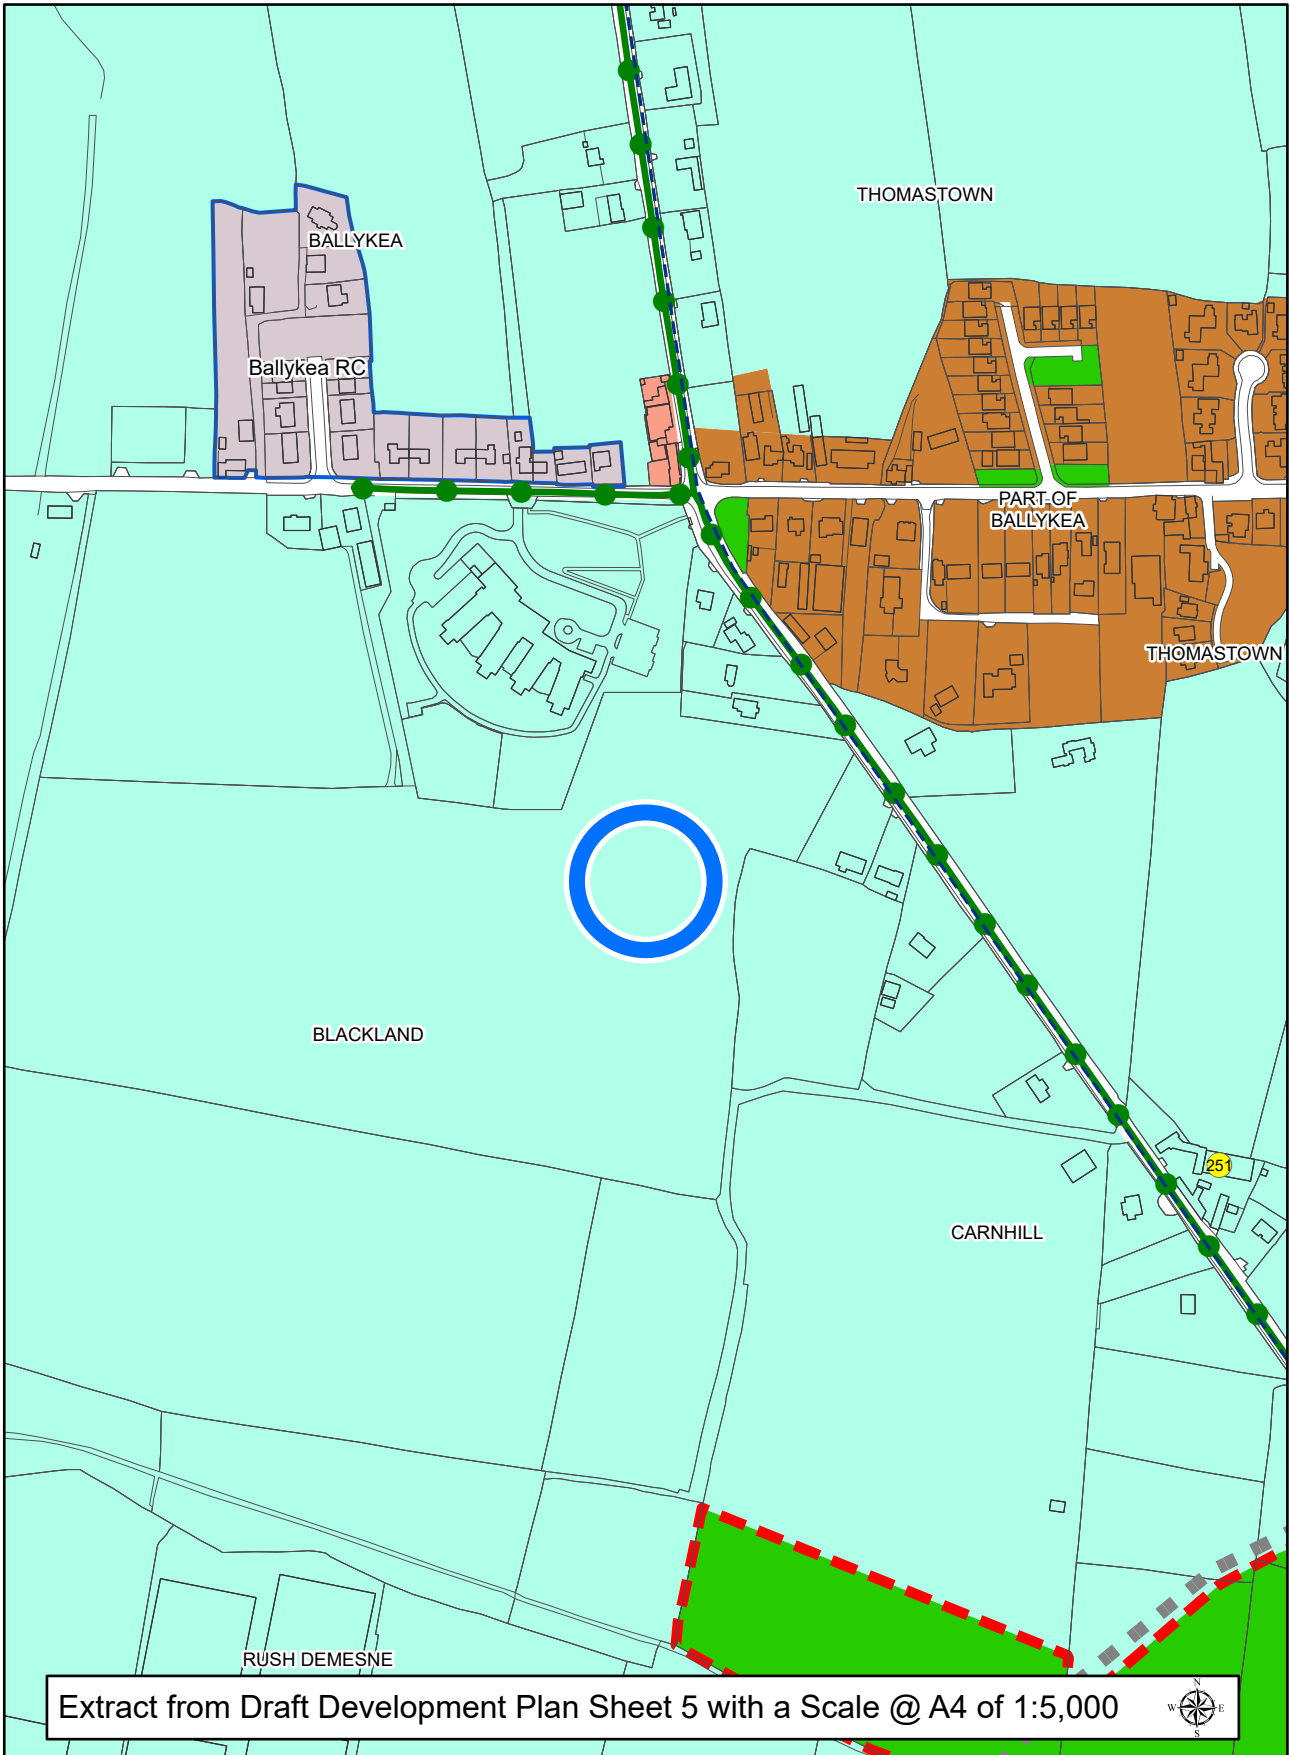 THOMASTOWN
BALLYKEA
Ballykea RC
PART OF
BALLYKEA
THOMASTOWN
BLACKLAND
251
CARNHILL
RUSH DEMESNE
Extract from Draft Development Plan Sheet 5 with a Scale @ A4 of 1:5,000
N
W E
S